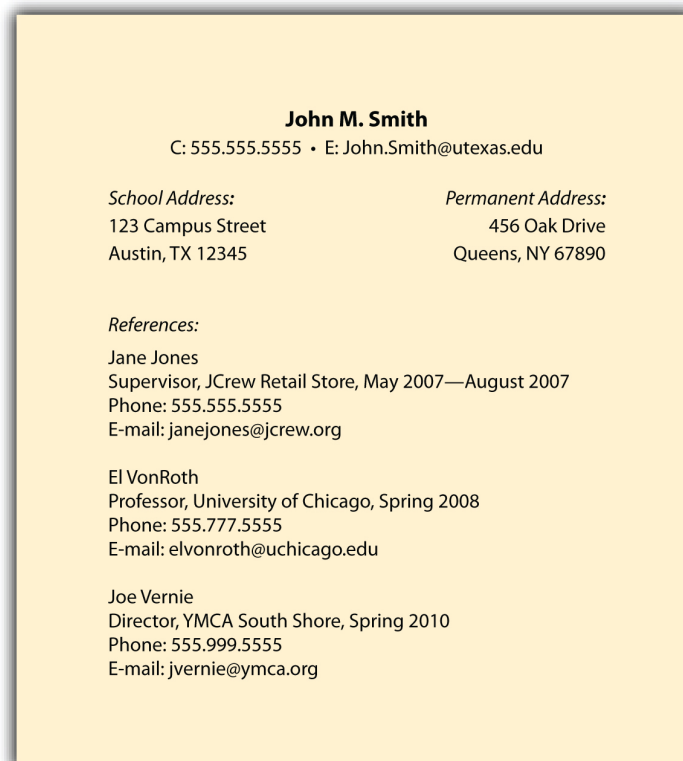 John M. Smith
C: 555.555.5555 • E: John.Smith@utexas.edu
School Address:
123 Campus Street
Austin, TX 12345
Permanent Address:
456 Oak Drive
Queens, NY 67890
References:
Jane Jones
Supervisor, JCrew Retail Store, May 2007—August 2007
Phone: 555.555.5555
E-mail: janejones@jcrew.org
El VonRoth
Professor, University of Chicago, Spring 2008
Phone: 555.777.5555
E-mail: elvonroth@uchicago.edu
Joe Vernie
Director, YMCA South Shore, Spring 2010
Phone: 555.999.5555
E-mail: jvernie@ymca.org